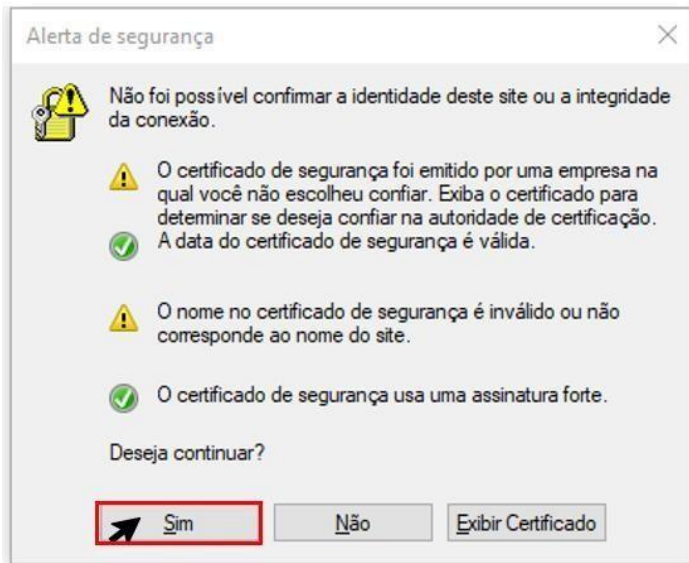 Alerta de segurança
Não foi possível confirmar a identidade deste site ou a integridade
da conexão.
O certificado de segurança foi emitido por uma empresa na
qual você não escolheu confiar. Exiba o certificado para
determinar se deseja confiar na autoridade de certificação.
A data do certificado de segurança é válida.
O nome no certificado de segurança é inválido ou não
corresponde ao nome do site.
O certificado de segurança usa uma assinatura forte.
Deseja continuar?
Sim Não Exibir Certificado